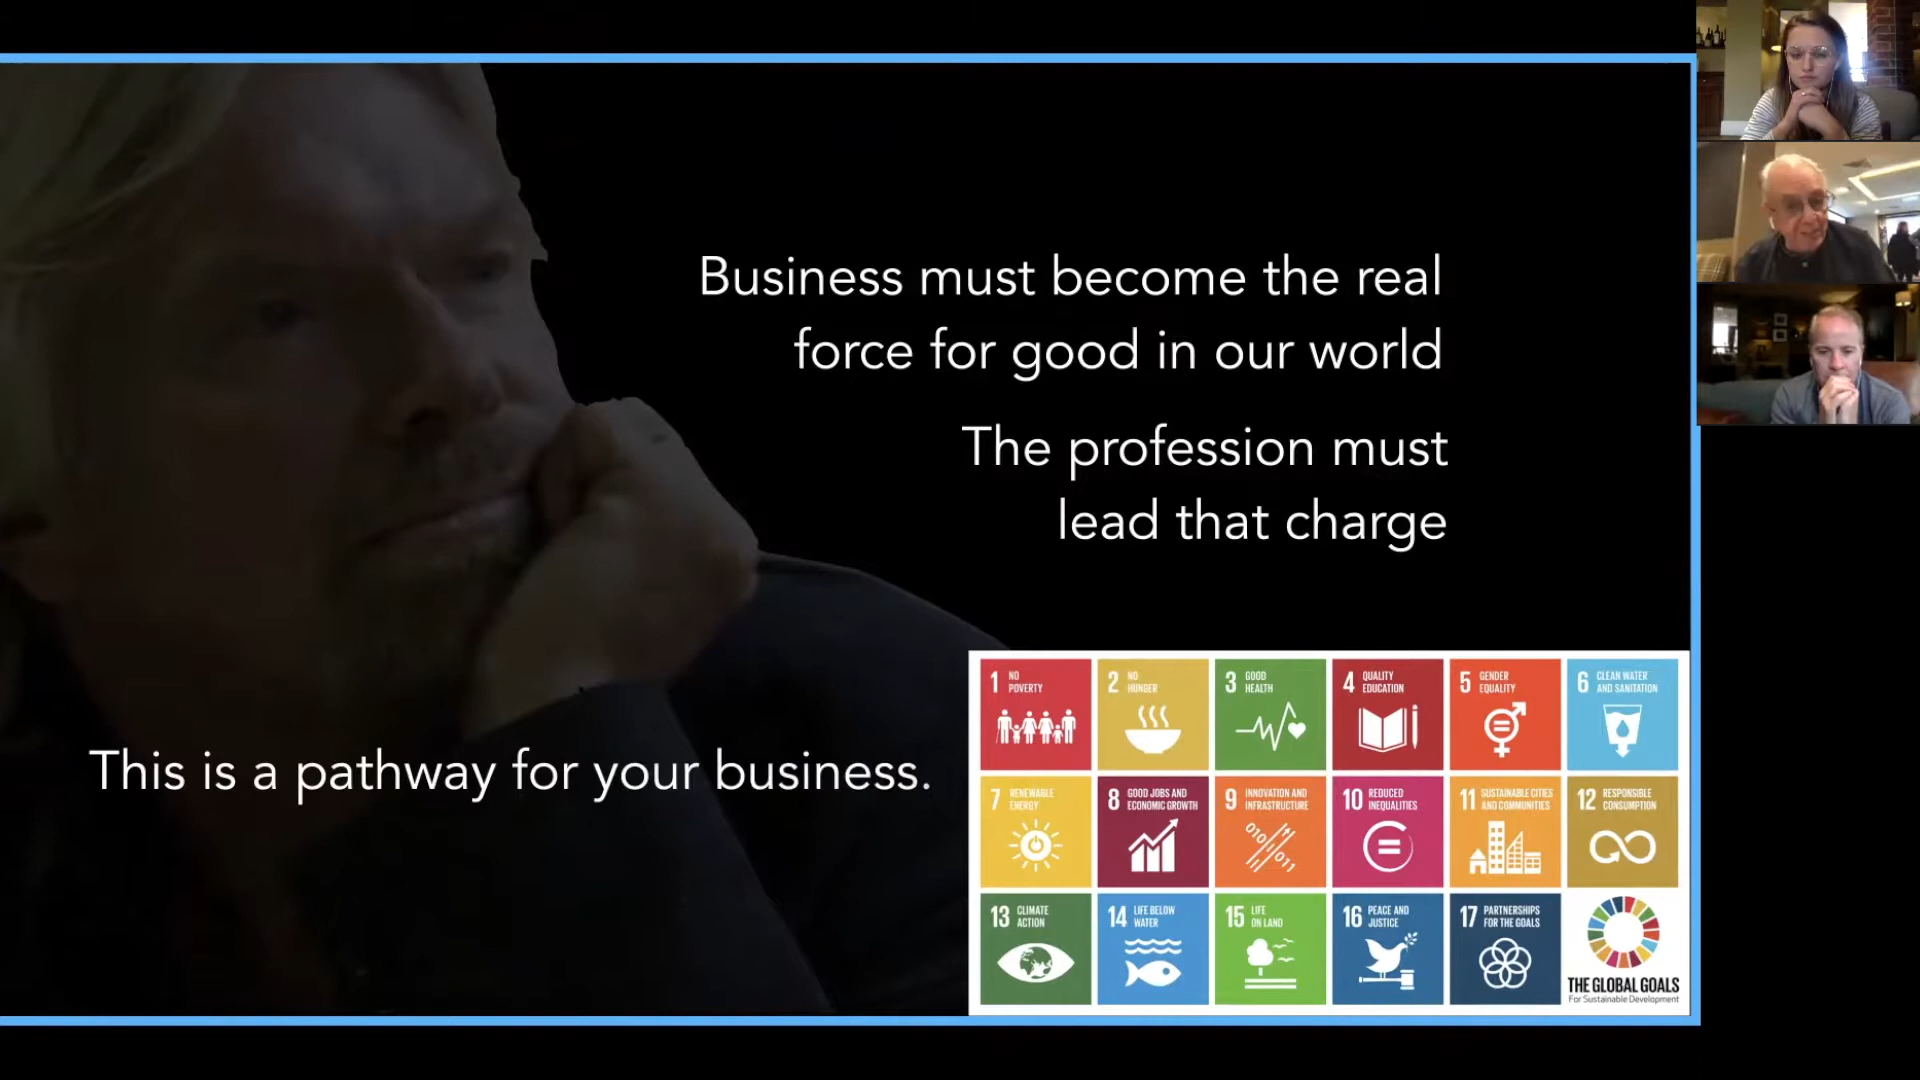 Business must become the real
force for good in our world
The profession must
lead that charge
This is a pathway for your business.
1 NO
POVERTY
2 NO
HUNGER
3 GOOD
HEALTH
4 QUALITY
EDUCATION
5 GENDER
EQUALITY
6 CLEAN WATER
AND SANITATION
7 RENEWABLE
ENERGY
8 GOOD JOBS AND
ECONOMIC GROWTH
9 INNOVATION AND
INFRASTRUCTURE
010
011
10 REDUCED
INEQUALITIES
11 SUSTAINABLE CITIES
AND COMMUNITIES
12 RESPONSIBLE
CONSUMPTION
13 CLIMATE
ACTION
14 LIFE BELOW
WATER
15 LIFE
ON LAND
16 PEACE AND
JUSTICE
17 PARTNERSHIPS
FOR THE GOALS
THE GLOBAL GOALS
For Sustainable Development